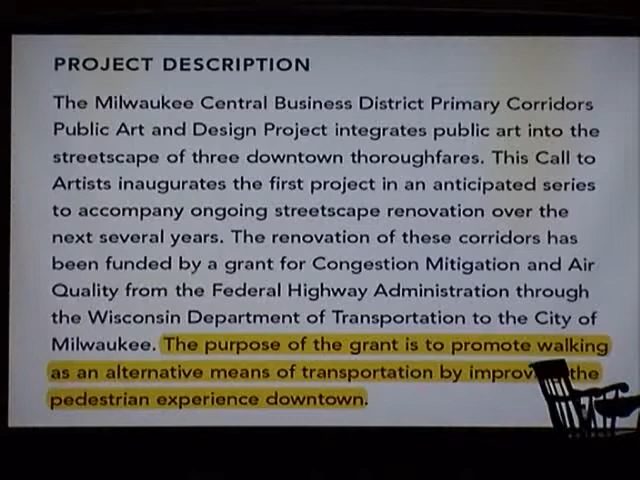 PROJECT DESCRIPTION
The Milwaukee Central Business District Primary Corridors
Public Art and Design Project integrates public art into the
streetscape of three downtown thoroughfares. This Call to
Artists inaugurates the first project in an anticipated series
to accompany ongoing streetscape renovation over the
next several years. The renovation of these corridors has
been funded by a grant for Congestion Mitigation and Air
Quality from the Federal Highway Administration through
the Wisconsin Department of Transportation to the City of
Milwaukee. The purpose of the grant is to promote walking
as an alternative means of transportation by improv the
pedestrian experience downtown.